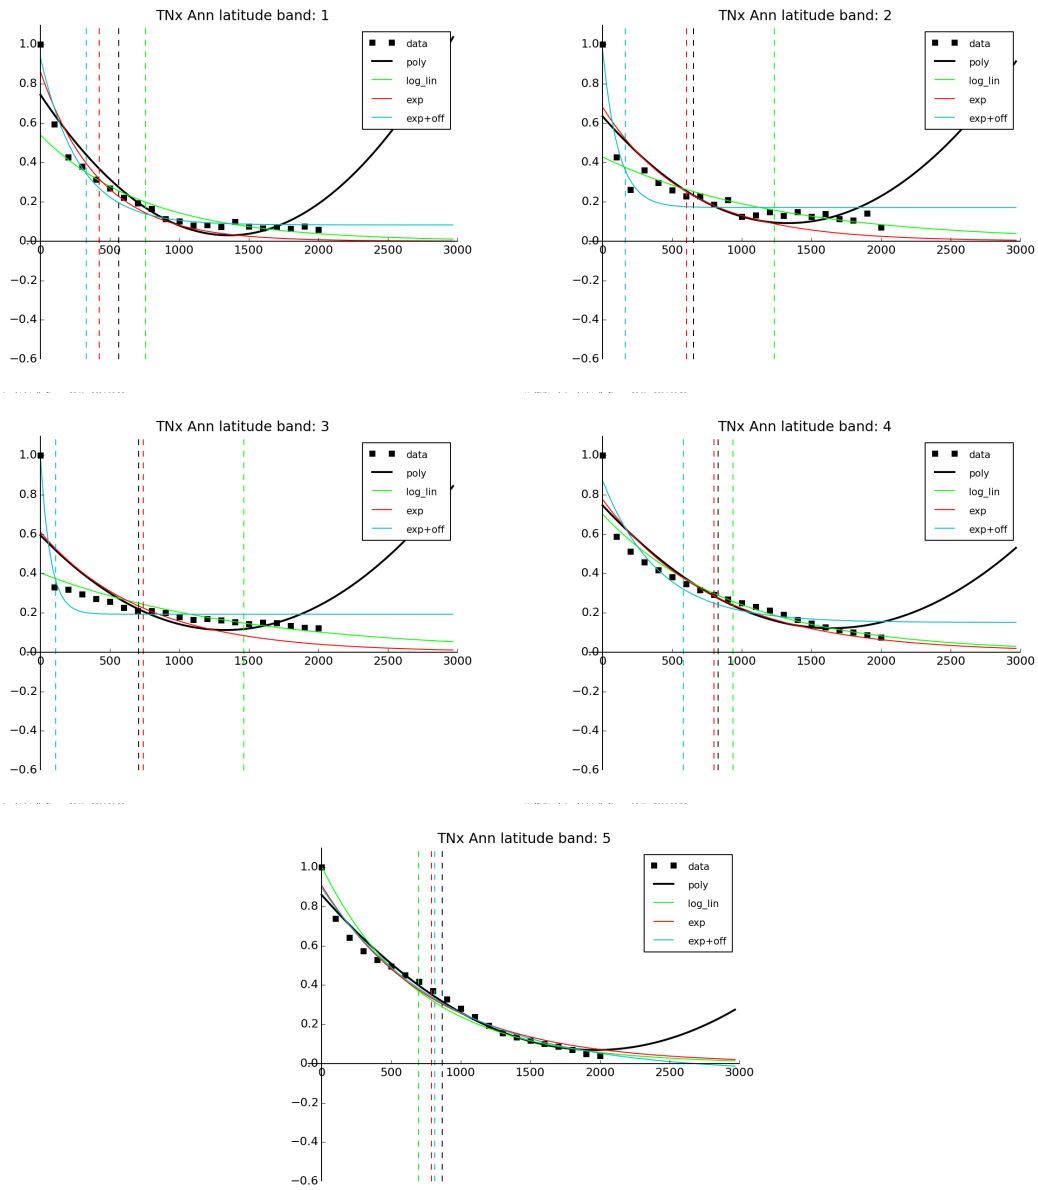 TNx Ann latitude band: 1
1.0
0.8
0.6
0.4
0.2
0.0
−0.2
−0.4
−0.6
0 500 1000 1500 2000 2500 3000
data
poly
log_lin
exp
exp+off
TNx Ann latitude band: 2
1.0
0.8
0.6
0.4
0.2
0.0
−0.2
−0.4
−0.6
0 500 1000 1500 2000 2500 3000
data
poly
log_lin
exp
exp+off
TNx Ann latitude band: 3
1.0
0.8
0.6
0.4
0.2
0.0
−0.2
−0.4
−0.6
0 500 1000 1500 2000 2500 3000
data
poly
log_lin
exp
exp+off
TNx Ann latitude band: 4
1.0
0.8
0.6
0.4
0.2
0.0
−0.2
−0.4
−0.6
0 500 1000 1500 2000 2500 3000
data
poly
log_lin
exp
exp+off
TNx Ann latitude band: 5
1.0
0.8
0.6
0.4
0.2
0.0
−0.2
−0.4
−0.6
0 500 1000 1500 2000 2500 3000
data
poly
log_lin
exp
exp+off